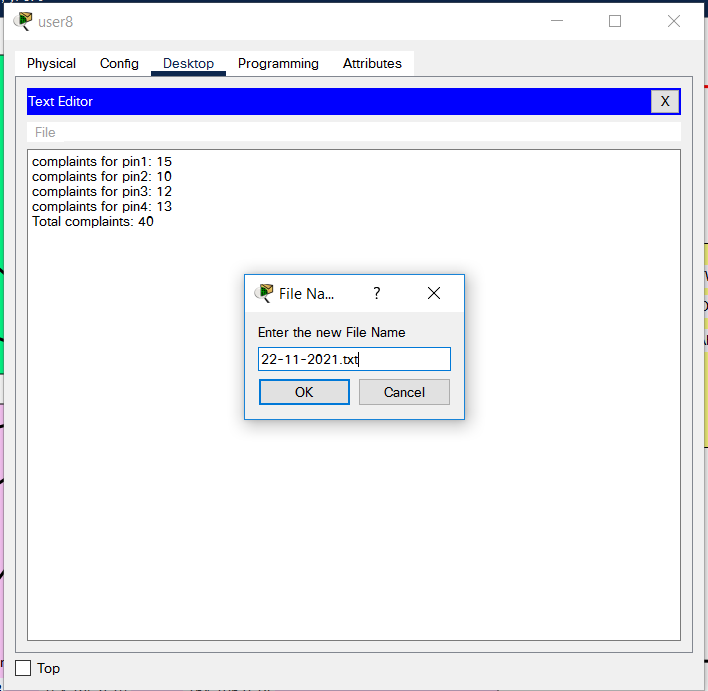 user8
Physical Config Desktop Programming Attributes
Text Editor X
File
complaints for pin1: 15
complaints for pin2: 10
complaints for pin3: 12
complaints for pin4: 13
Total complaints: 40
File Na... ?
Enter the new File Name
22-11-2021.txt
OK Cancel
Top